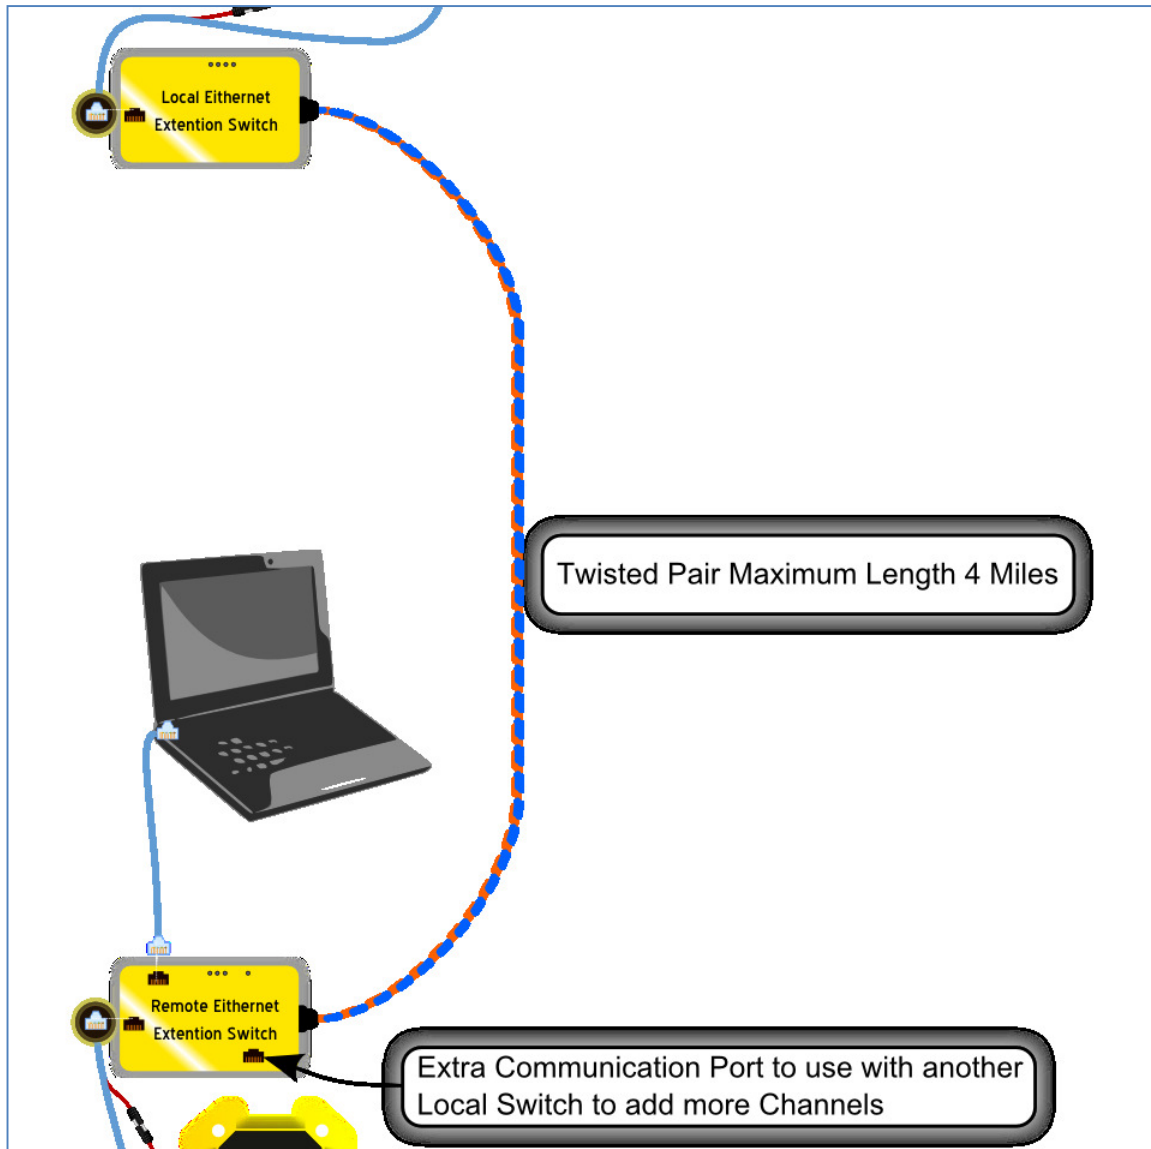 Local Eithernet
Extention Switch
Twisted Pair Maximum Length 4 Miles
Remote Eithernet
Extention Switch
Extra Communication Port to use with another
Local Switch to add more Channels